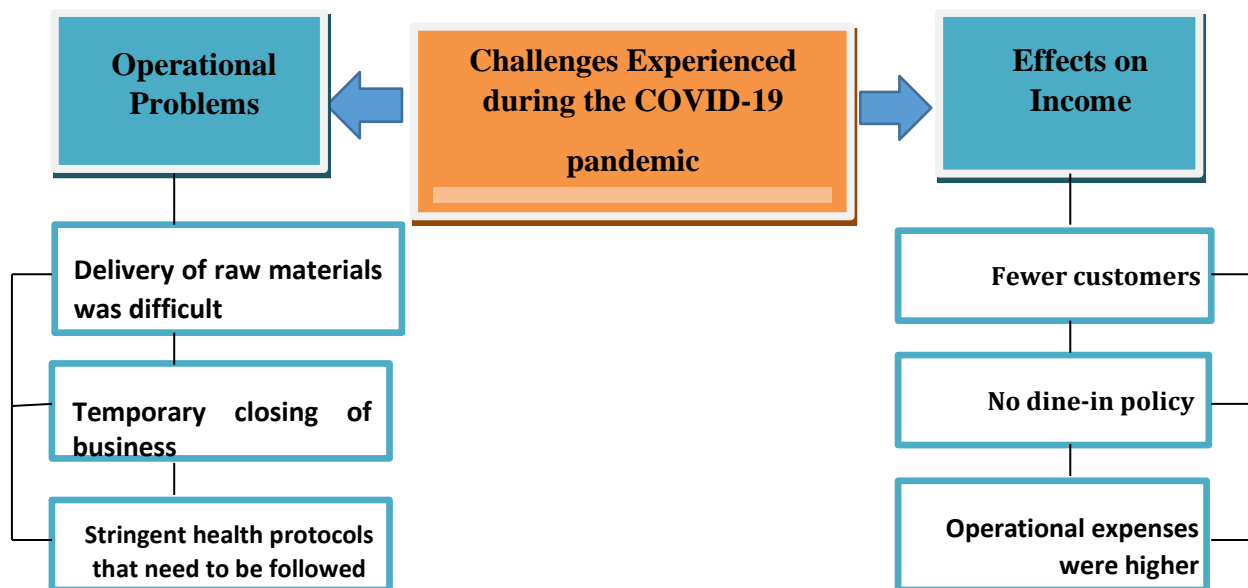 Operational
Problems
Challenges Experienced
during the COVID-19
pandemic
Effects on
Income
Delivery of raw materials
was difficult
Temporary closing of
business
Stringent health protocols
that need to be followed
Fewer customers
No dine-in policy
Operational expenses
were higher